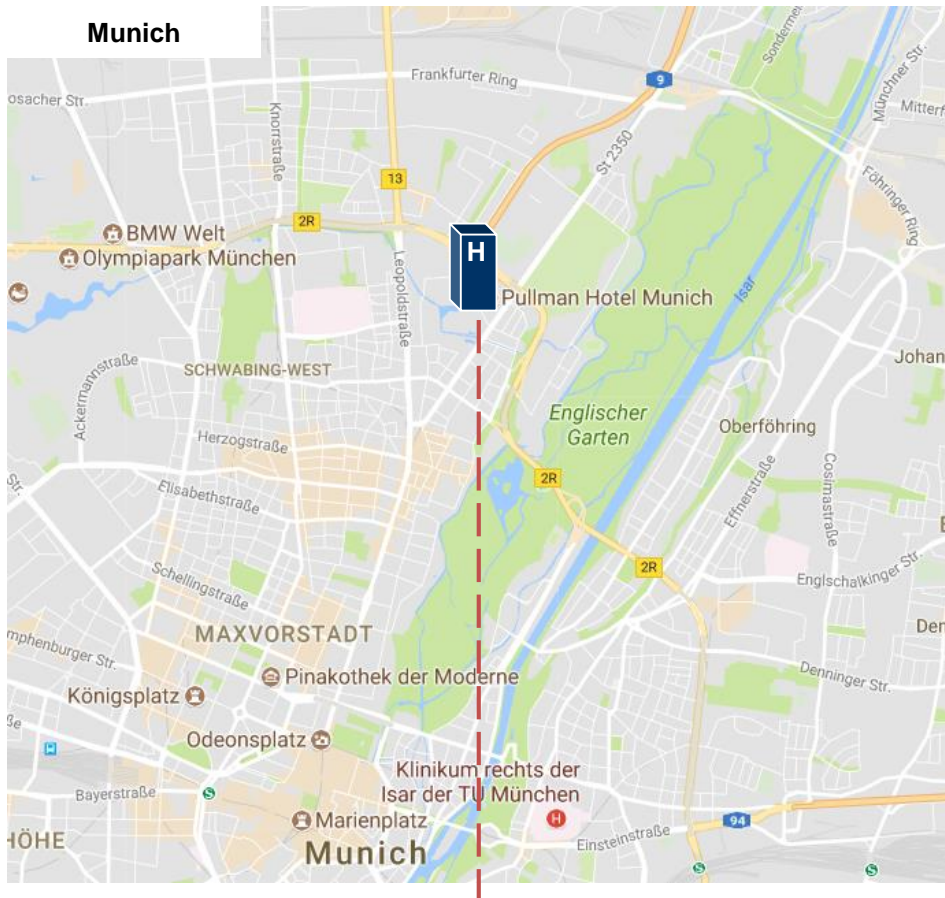 Munich
Frankfurter Ring
9
Sondermei
Münchner Str.
osacher Str.
Knorrstraße
St 2350
Mitterf
13
Föhringer Ring
2R
BMW Welt
Olympiapark München
Leopoldstraße
H
Isar
Pullman Hotel Munich
Johan
Ackermannstraße
SCHWABING-WEST
Englischer
Garten
Oberföhring
Herzogstraße
2R
Cosimastraße
Effnerstraße
Str.
Elisabethstraße
2R
Englschalkinger Str.
Schellingstraße
MAXVORSTADT
Den
mphenburger Str.
Pinakothek der Moderne
Denninger Str.
Königsplatz
ße
Odeonsplatz
Klinikum rechts der
Isar der TU München
Bayerstraße
S
H
Marienplatz
94
Einsteinstraße
HÖHE
Munich
S
S